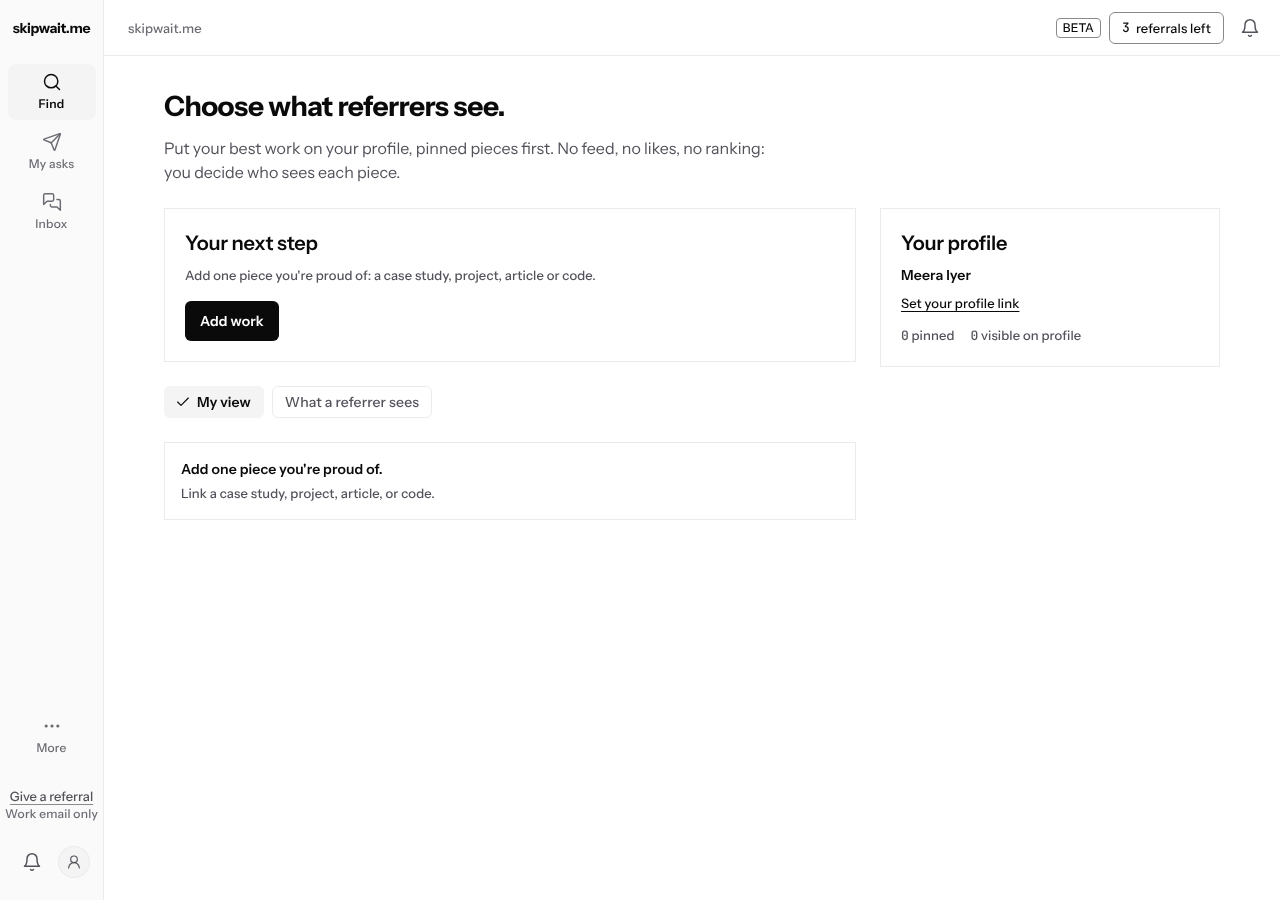 skipwait.me
Find
My asks
Inbox
More
Give a referral
Work email only
skipwait.me
BETA
3 referrals left
Choose what referrers see.
Put your best work on your profile, pinned pieces first. No feed, no likes, no ranking:
you decide who sees each piece.
Your next step
Add one piece you're proud of: a case study, project, article or code.
Add work
My view
What a referrer sees
Add one piece you're proud of.
Link a case study, project, article, or code.
Your profile
Meera Iyer
Set your profile link
0 pinned 0 visible on profile